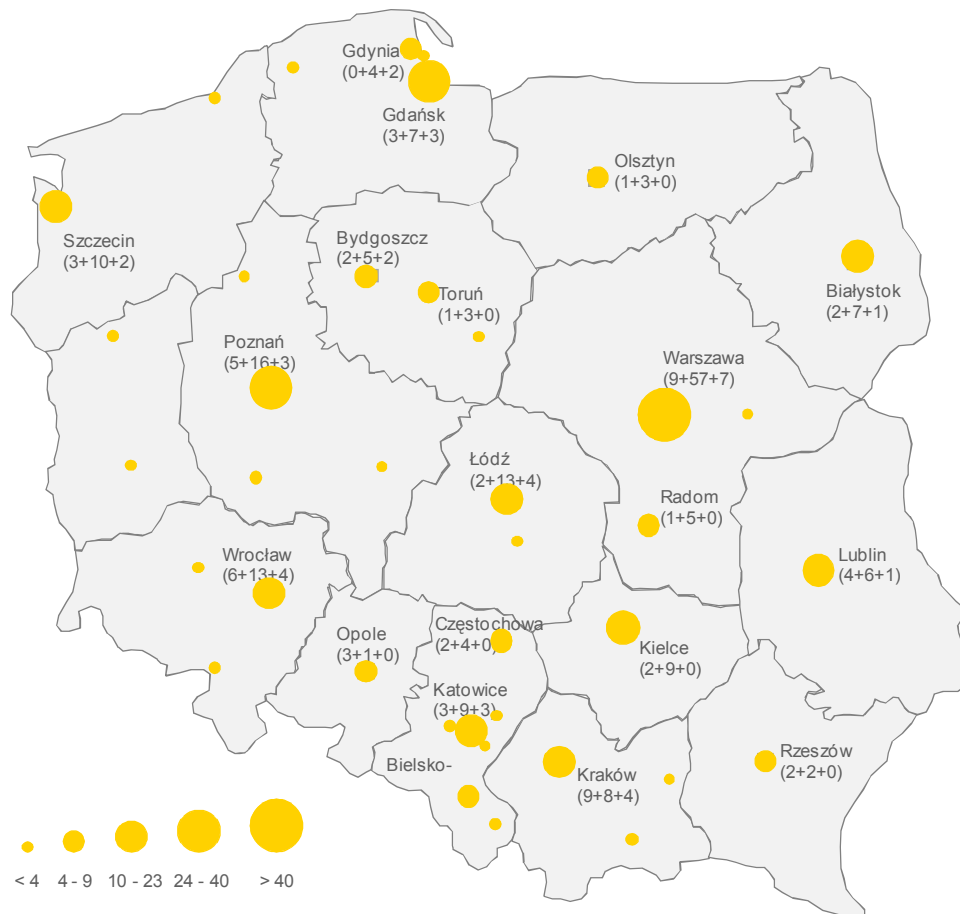 Gdynia
(0+4+2)
Gdańsk
(3+7+3)
Olsztyn
(1+3+0)
Szczecin
(3+10+2)
Bydgoszcz
(2+5+2)
Toruń
(1+3+0)
Białystok
(2+7+1)
Poznań
(5+16+3)
Warszawa
(9+57+7)
Łódź
(2+13+4)
Radom
(1+5+0)
Wrocław
(6+13+4)
Lublin
(4+6+1)
Opole
(3+1+0)
Częstochowa
(2+4+0)
Kielce
(2+9+0)
Katowice
(3+9+3)
Bielsko-
Kraków
(9+8+4)
Rzeszów
(2+2+0)
< 4 4 - 9 10 - 23 24 - 40 > 40